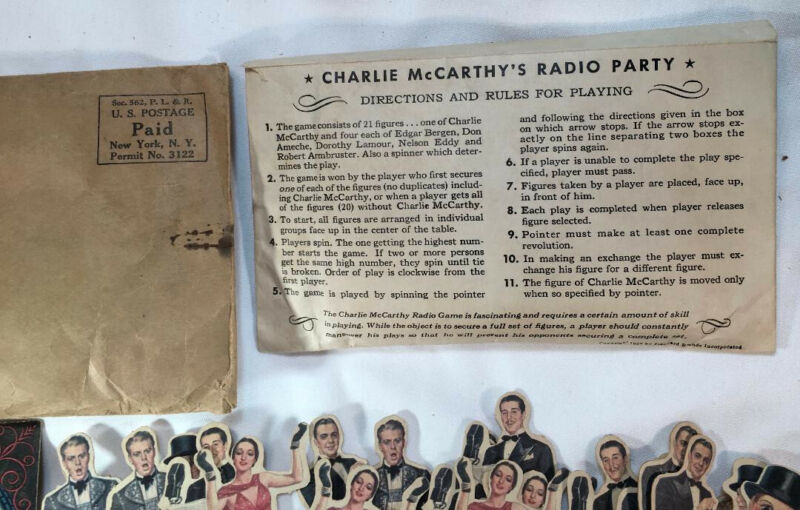 Sec. 562, P. L. & R.
U. S. POSTAGE
Paid
New York, N. Y.
Permit No. 3122
★ CHARLIE McCARTHY'S RADIO PARTY ★
DIRECTIONS AND RULES FOR PLAYING
1. The game consists of 21 figures . . . one of Charlie
McCarthy and four each of Edgar Bergen, Don
Ameche, Dorothy Lamour, Nelson Eddy and
Robert Armbruster. Also a spinner which deter-
mines the play.
2. The game is won by the player who first secures
one of each of the figures (no duplicates) includ-
ing Charlie McCarthy, or when a player gets all
of the figures (20) without Charlie McCarthy.
3. To start, all figures are arranged in individual
groups face up in the center of the table.
4. Players spin. The one getting the highest num-
ber starts the game. If two or more persons
get the same high number, they spin until tie
is broken. Order of play is clockwise from the
first player.
5. The game is played by spinning the pointer
and following the directions given in the box
on which arrow stops. If the arrow stops ex-
actly on the line separating two boxes the
player spins again.
6. If a player is unable to complete the play spe-
cified, player must pass.
7. Figures taken by a player are placed, face up,
in front of him.
8. Each play is completed when player releases
figure selected.
9. Pointer must make at least one complete
revolution.
10. In making an exchange the player must ex-
change his figure for a different figure.
11. The figure of Charlie McCarthy is moved only
when so specified by pointer.
The Charlie McCarthy Radio Game is fascinating and requires a certain amount of skill
in playing. While the object is to secure a full set of figures, a player should constantly
maneuver his plays so that he will prevent his opponents securing a complete set.
Incorporated